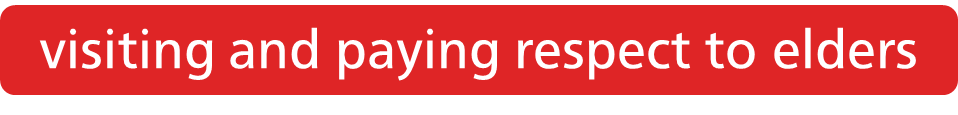 visiting and paying respect to elders